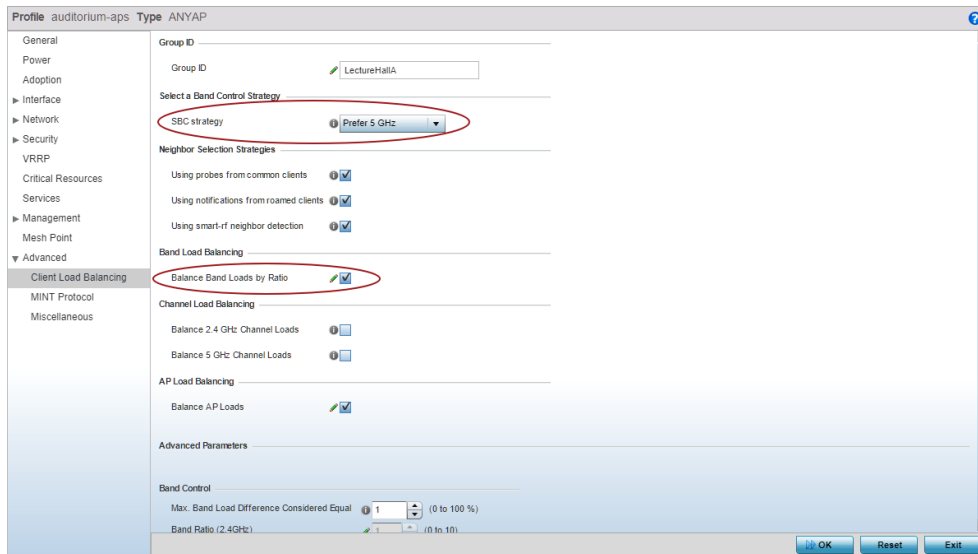 Profile auditorium-aps Type ANYAP
General
Power
Adoption
Interface
Network
Security
VRRP
Critical Resources
Services
Management
Mesh Point
Advanced
Client Load Balancing
MINT Protocol
Miscellaneous
Group ID
Group ID LectureHallA
Select a Band Control Strategy
SBC strategy Prefer 5 GHz
Neighbor Selection Strategies
Using probes from common clients
Using notifications from roamed clients
Using smart-rf neighbor detection
Band Load Balancing
Balance Band Loads by Ratio
Channel Load Balancing
Balance 2.4 GHz Channel Loads
Balance 5 GHz Channel Loads
AP Load Balancing
Balance AP Loads
Advanced Parameters
Band Control
Max. Band Load Difference Considered Equal 1 (0 to 100 %)
Band Ratio (2.4GHz) 1 (0 to 10)
OK Reset Exit